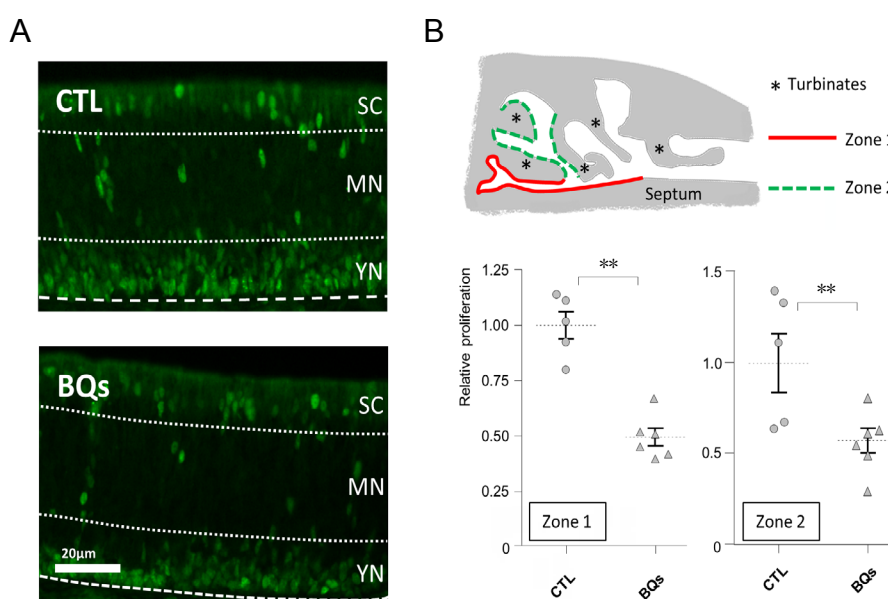 A
CTL
SC
MN
YN
BQs
SC
MN
20μm
YN
B
* Turbinates
Zone 1
Zone 2
*
*
*
*
*
Septum
Relative proliferation
1.25
1.00
0.75
0.50
0.25
0
**
Zone 1
CTL
BQs
1.5
1.0
0.5
0
**
Zone 2
CTL
BQs